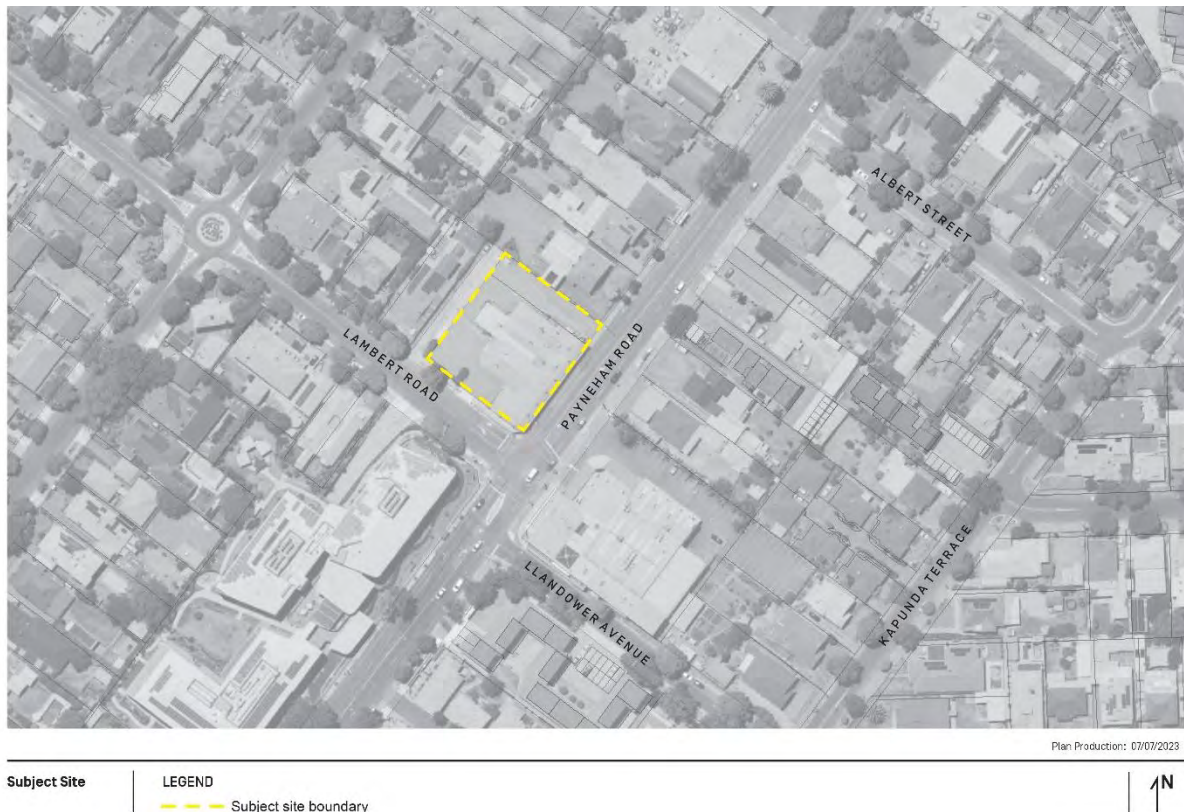 ALBERT STREET
LAMBERT ROAD
PAYNEHAM ROAD
LLANDOWER AVENUE
KAPUNDA TERRACE
Plan Production: 07/07/2023
Subject Site
LEGEND
Subject site boundary
N